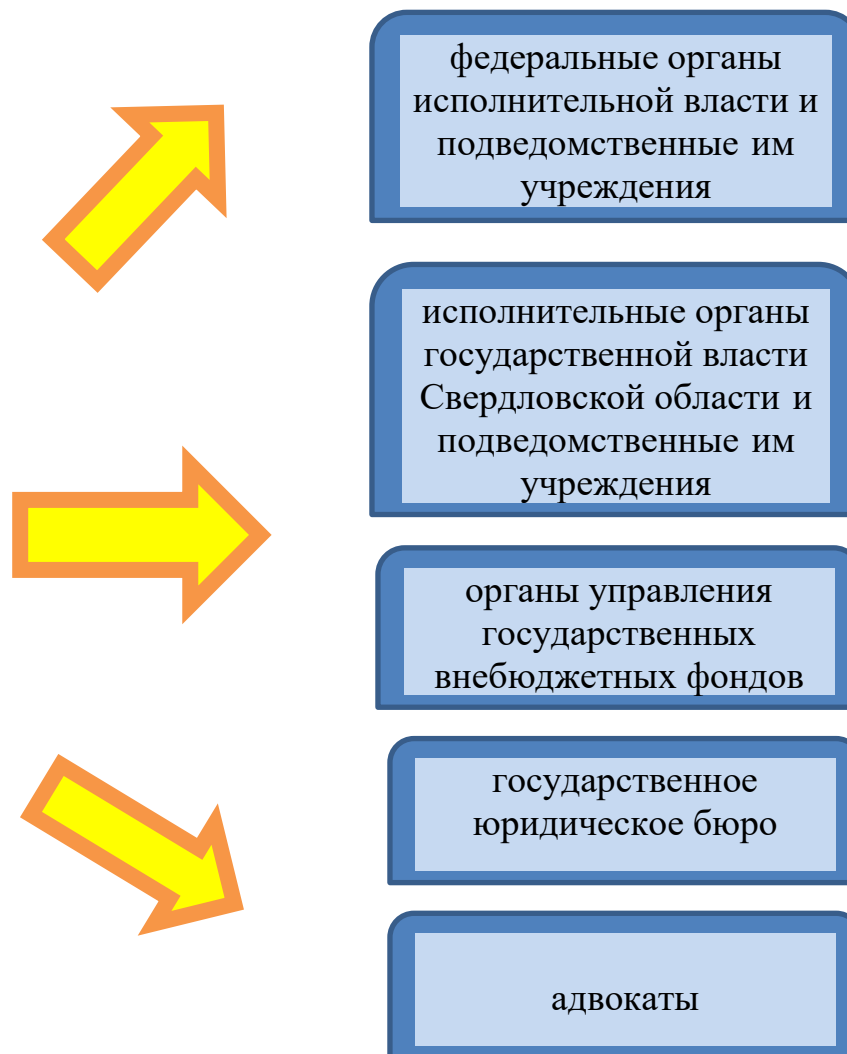 федеральные органы
исполнительной власти и
подведомственные им
учреждения
исполнительные органы
государственной власти
Свердловской области и
подведомственные им
учреждения
органы управления
государственных
внебюджетных фондов
государственное
юридическое бюро
адвокаты